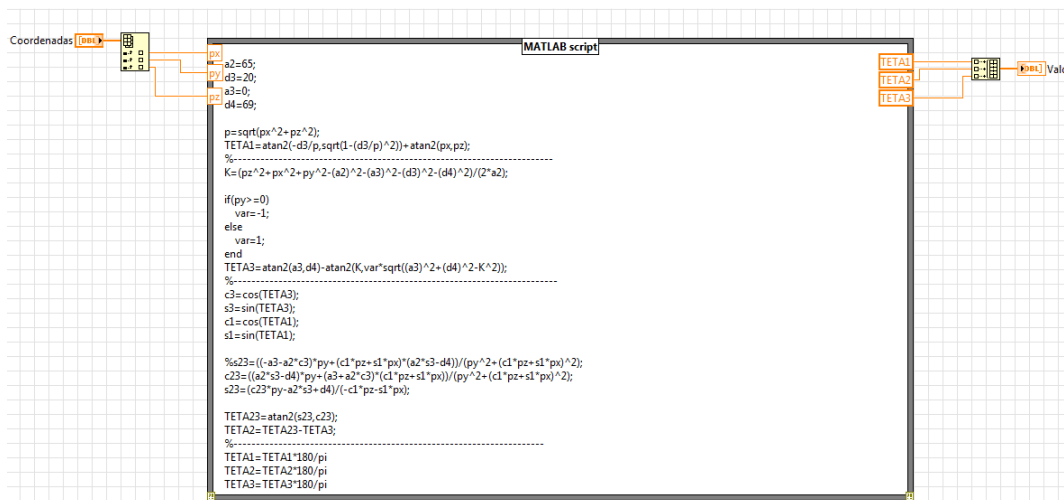 MATLAB script
Coordenadas DBL
px
py
pz
a2=65;
d3=20;
a3=0;
d4=69;
p=sqrt(px^2+pz^2);
TETA1=atan2(-d3/p,sqrt(1-(d3/p)^2))+atan2(px,pz);
%-----------------------------------------------------------------------
K=(pz^2+px^2+py^2-(a2)^2-(a3)^2-(d3)^2-(d4)^2)/(2*a2);
if(py>=0)
var=-1;
else
var=1;
end
TETA3=atan2(a3,d4)-atan2(K,var*sqrt((a3)^2+(d4)^2-K^2));
%------------------------------------------------------------------------
c3=cos(TETA3);
s3=sin(TETA3);
c1=cos(TETA1);
s1=sin(TETA1);
%s23=((-a3-a2*c3)*py+(c1*pz+s1*px)*(a2*s3-d4))/(py^2+(c1*pz+s1*px)^2);
c23=((a2*s3-d4)*py+(a3+a2*c3)*(c1*pz+s1*px))/(py^2+(c1*pz+s1*px)^2);
s23=(c23*py-a2*s3+d4)/(-c1*pz-s1*px);
TETA23=atan2(s23,c23);
TETA2=TETA23-TETA3;
%---------------------------------------------------------------------
TETA1=TETA1*180/pi
TETA2=TETA2*180/pi
TETA3=TETA3*180/pi
TETA1
TETA2
TETA3
DBL